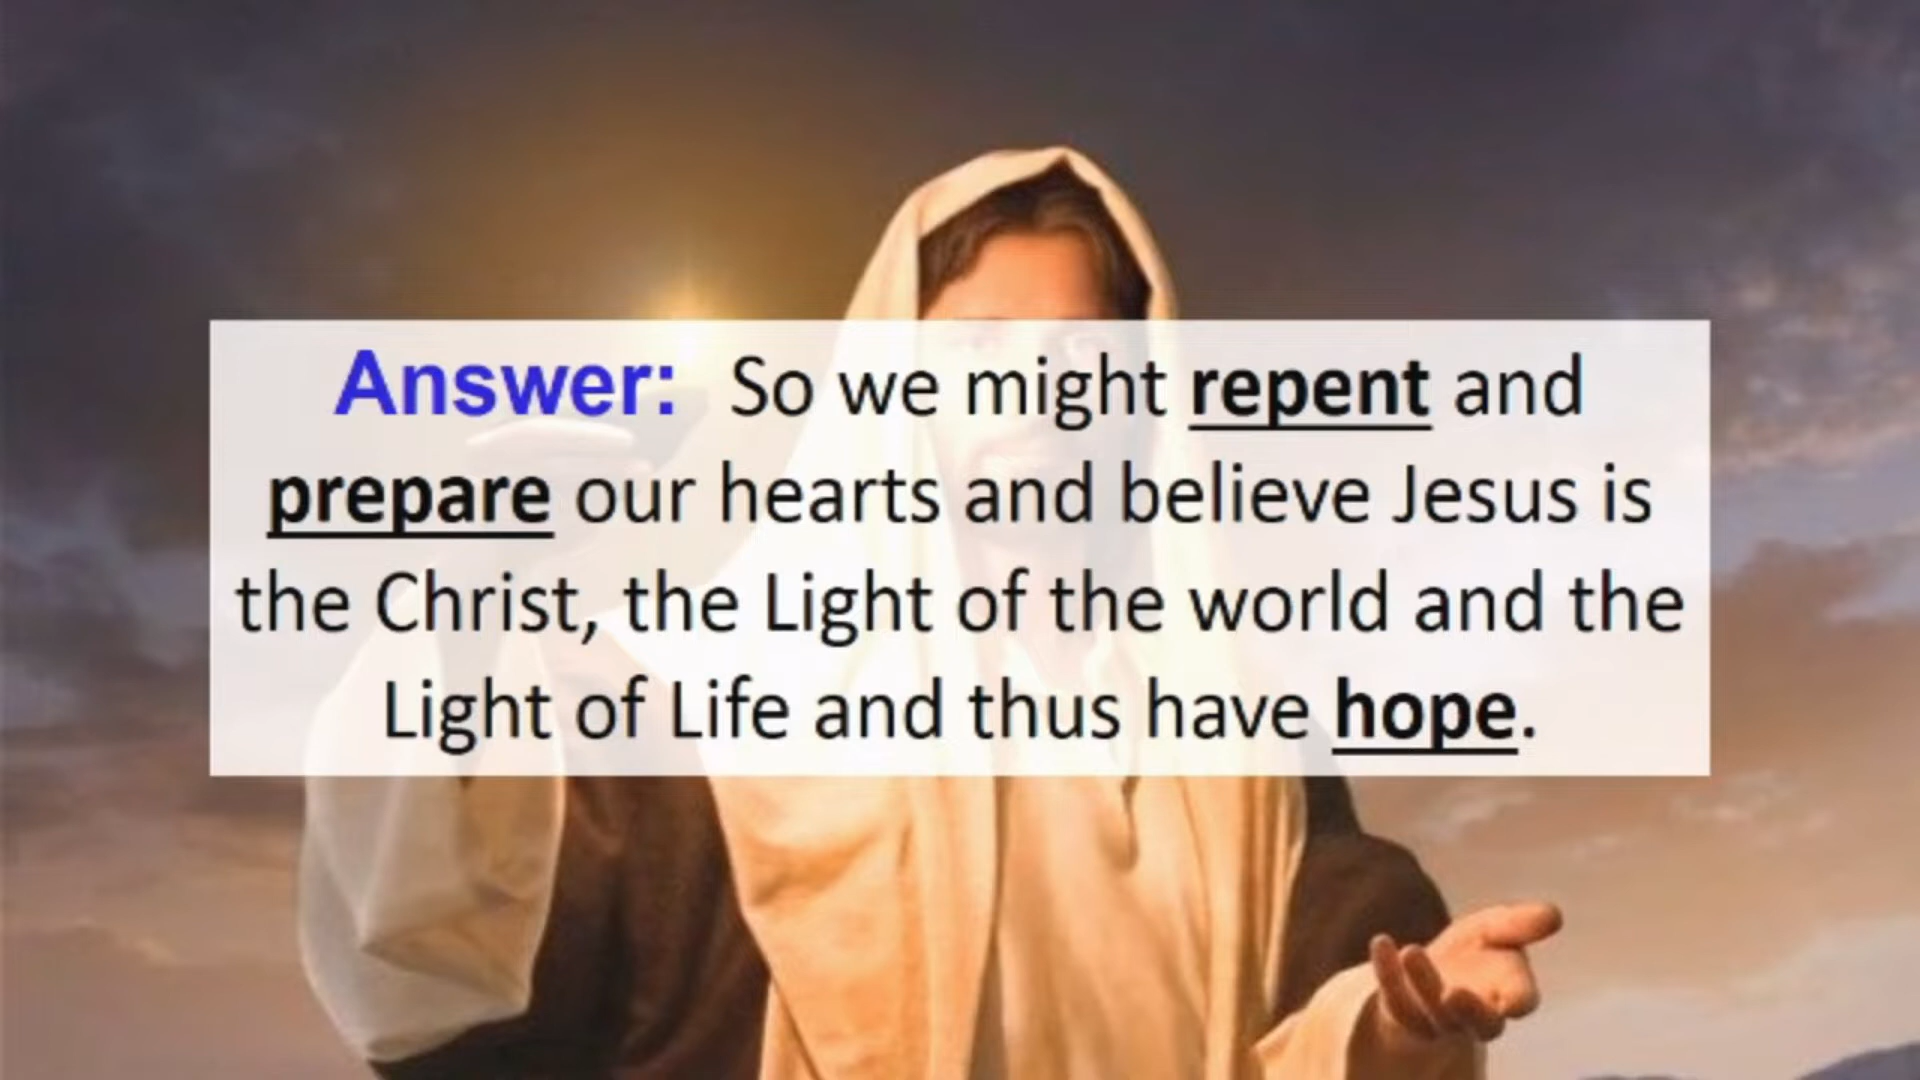 Answer: So we might repent and
prepare our hearts and believe Jesus is
the Christ, the Light of the world and the
Light of Life and thus have hope.